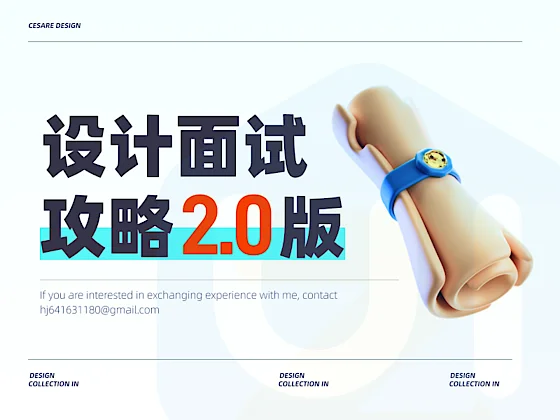 CESARE DESIGN
设计面试
攻略2.0版
If you are interested in exchanging experience with me, contact
hj641631180@gmail.com
DESIGN
COLLECTION IN
DESIGN
COLLECTION IN
DESIGN
COLLECTION IN